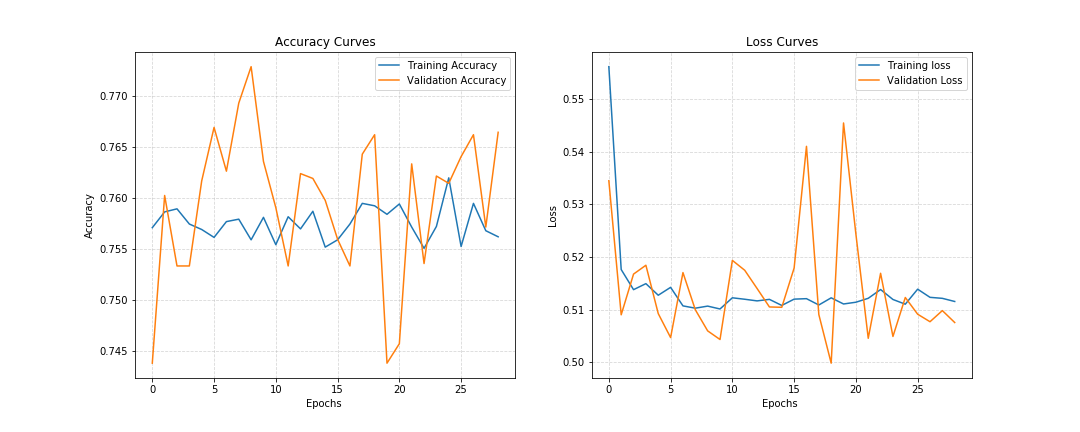 Accuracy Curves
Training Accuracy
Validation Accuracy
0.770
0.765
0.760
0.755
0.750
0.745
Accuracy
0 5 10 15 20 25
Epochs
Loss Curves
Training loss
Validation Loss
0.55
0.54
0.53
0.52
0.51
0.50
Loss
0 5 10 15 20 25
Epochs